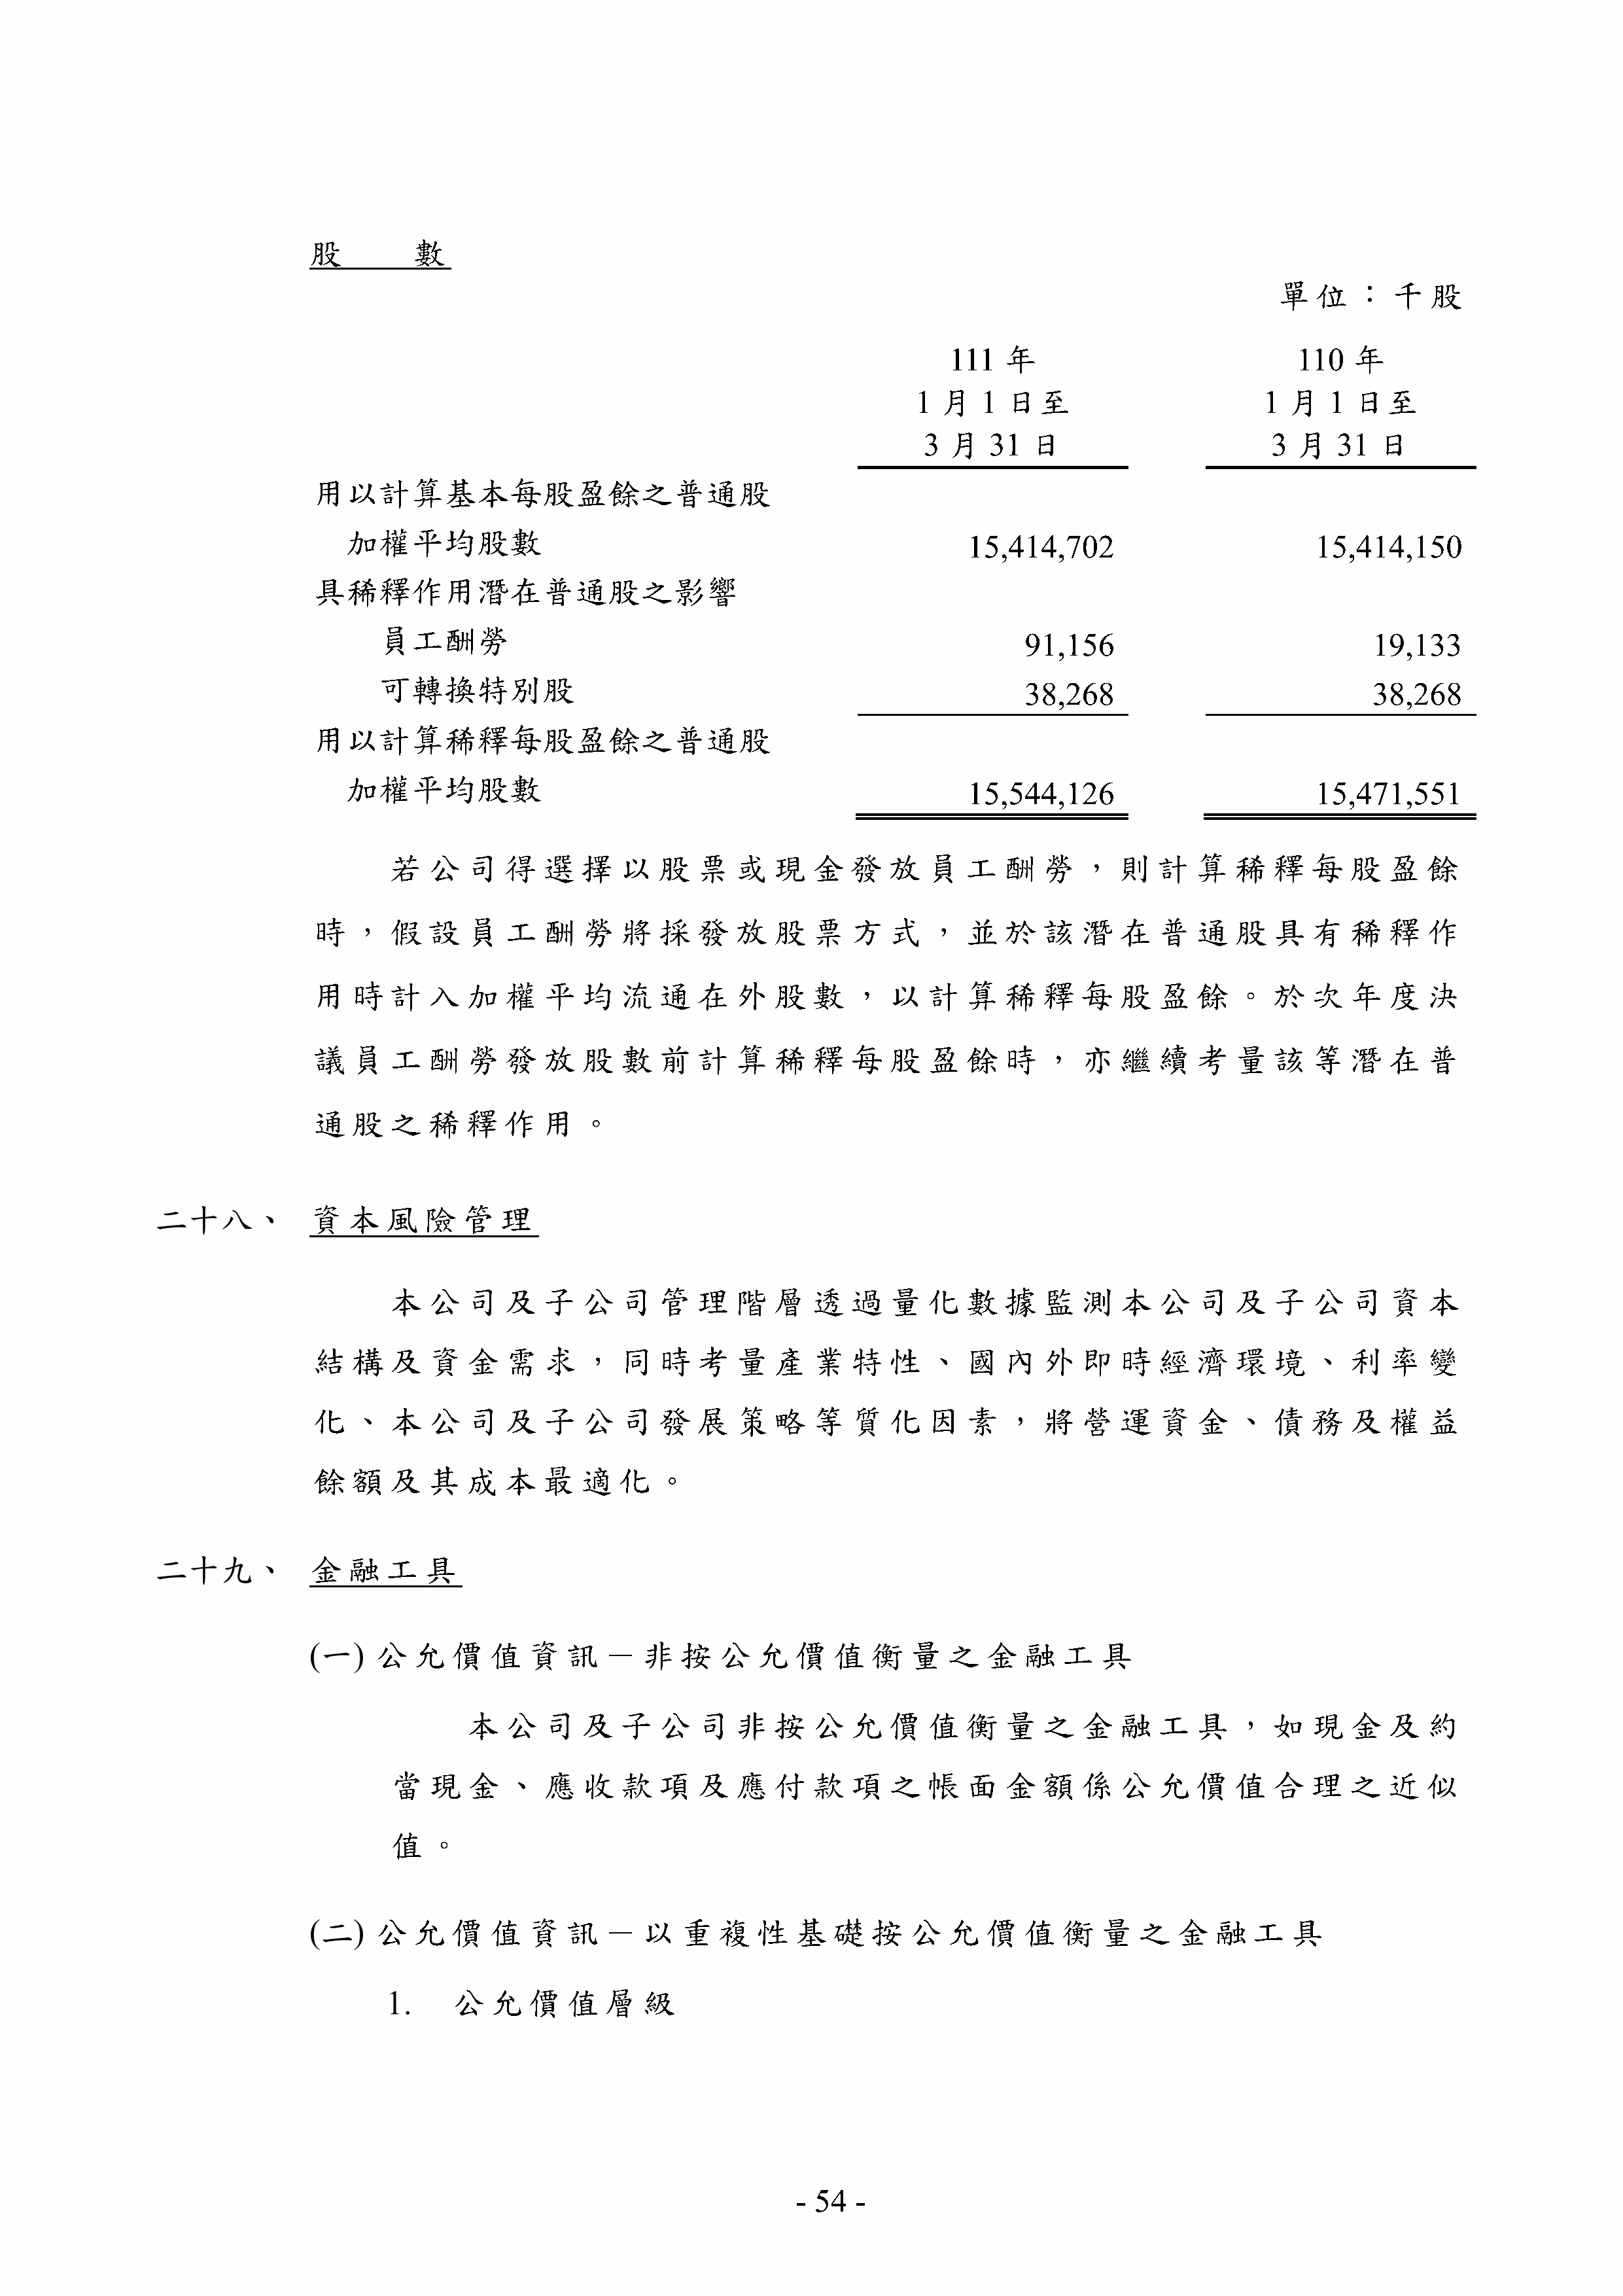 股 數
單位：千股
111 年 110 年
1 月 1 日至 1 月 1 日至
3 月 31 日 3 月 31 日
用以計算基本每股盈餘之普通股
加權平均股數 15,414,702 15,414,150
具稀釋作用潛在普通股之影響
員工酬勞 91,156 19,133
可轉換特別股 38,268 38,268
用以計算稀釋每股盈餘之普通股
加權平均股數 15,544,126 15,471,551
若公司得選擇以股票或現金發放員工酬勞，則計算稀釋每股盈餘
時，假設員工酬勞將採發放股票方式，並於該潛在普通股具有稀釋作
用時計入加權平均流通在外股數，以計算稀釋每股盈餘。於次年度決
議員工酬勞發放股數前計算稀釋每股盈餘時，亦繼續考量該等潛在普
通股之稀釋作用。
二十八、 資本風險管理
本公司及子公司管理階層透過量化數據監測本公司及子公司資本
結構及資金需求，同時考量產業特性、國內外即時經濟環境、利率變
化、本公司及子公司發展策略等質化因素，將營運資金、債務及權益
餘額及其成本最適化。
二十九、 金融工具
(一) 公允價值資訊－非按公允價值衡量之金融工具
本公司及子公司非按公允價值衡量之金融工具，如現金及約
當現金、應收款項及應付款項之帳面金額係公允價值合理之近似
值。
(二) 公允價值資訊－以重複性基礎按公允價值衡量之金融工具
1. 公允價值層級
- 54 -